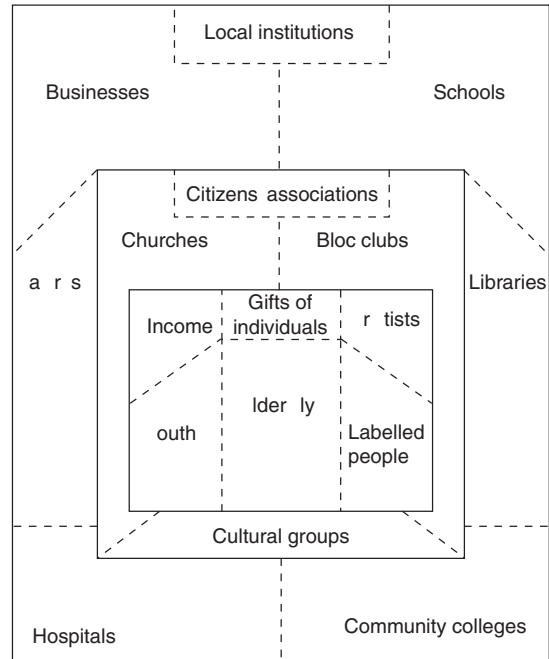 Local institutions
Businesses
Schools
Citizens associations
Churches
Bloc clubs
a r s
Libraries
Gifts of
individuals
Income
r tists
lder ly
outh
Labelled
people
Cultural groups
Hospitals
Community colleges